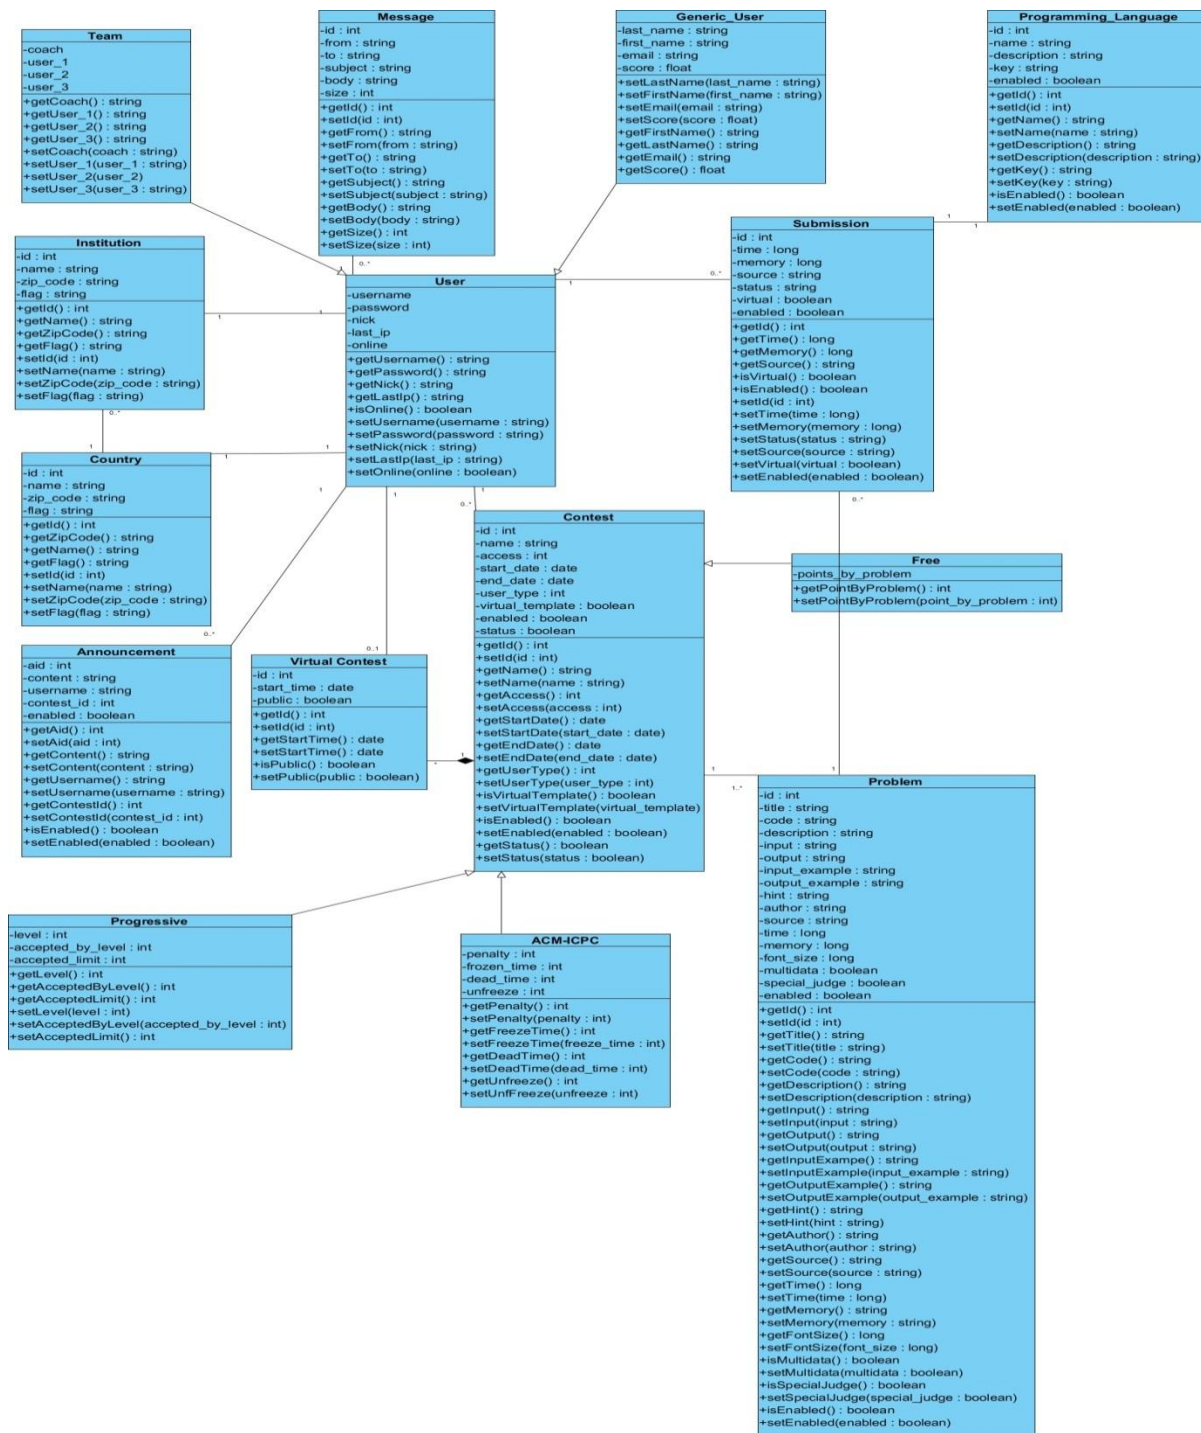 Team
-coach
-user_1
-user_2
-user_3
+getCoach() : string
+getUser_1() : string
+getUser_2() : string
+getUser_3() : string
+setCoach(coach : string)
+setUser_1(user_1 : string)
+setUser_2(user_2)
+setUser_3(user_3 : string)
Message
-id : int
-from : string
-to : string
-subject : string
-body : string
-size : int
+getId() : int
+setId(id : int)
+getFrom() : string
+setFrom(from : string)
+getTo() : string
+setTo(to : string)
+getSubject() : string
+setSubject(subject : string)
+getBody() : string
+setBody(body : string)
+getSize() : int
+setSize(size : int)
Generic_User
-last_name : string
-first_name : string
-email : string
-score : float
+setLastName(last_name : string)
+setFirstName(first_name : string)
+setEmail(email : string)
+setScore(score : float)
+getFirstName() : string
+getLastName() : string
+getEmail() : string
+getScore() : float
Programming_Language
-id : int
-name : string
-description : string
-key : string
-enabled : boolean
+getId() : int
+setId(id : int)
+getName() : string
+setName(name : string)
+getDescription() : string
+setDescription(description : string)
+getKey() : string
+setKey(key : string)
+isEnabled() : boolean
+setEnabled(enabled : boolean)
1
1
1
0..*
Institution
-id : int
-name : string
-zip_code : string
-flag : string
+getId() : int
+getName() : string
+getZipCode() : string
+getFlag() : string
+setId(id : int)
+setName(name : string)
+setZipCode(zip_code : string)
+setFlag(flag : string)
1
1
0..*
1
User
-username
-password
-nick
-last_ip
-online
+getUsername() : string
+getPassword() : string
+getNick() : string
+getLastIp() : string
+isOnline() : boolean
+setUsername(username : string)
+setPassword(password : string)
+setNick(nick : string)
+setLastIp(last_ip : string)
+setOnline(online : boolean)
1
0..*
Submission
-id : int
-time : long
-memory : long
-source : string
-status : string
-virtual : boolean
-enabled : boolean
+getId() : int
+getTime() : long
+getMemory() : long
+getSource() : string
+isVirtual() : boolean
+isEnabled() : boolean
+setId(id : int)
+setTime(time : long)
+setMemory(memory : long)
+setStatus(status : string)
+setSource(source : string)
+setVirtual(virtual : boolean)
+setEnabled(enabled : boolean)
0..*
1
Country
-id : int
-name : string
-zip_code : string
-flag : string
+getId() : int
+getZipCode() : string
+getName() : string
+getFlag() : string
+setId(id : int)
+setName(name : string)
+setZipCode(zip_code : string)
+setFlag(flag : string)
1
1
1
0..*
1
0..1
1
0..*
Announcement
-aid : int
-content : string
-username : string
-contest_id : int
-enabled : boolean
+getAid() : int
+setAid(aid : int)
+getContent() : string
+setContent(content : string)
+getUsername() : string
+setUsername(username : string)
+getContestId() : int
+setContestId(contest_id : int)
+isEnabled() : boolean
+setEnabled(enabled : boolean)
Virtual Contest
-id : int
-start_time : date
-public : boolean
+getId() : int
+setId(id : int)
+getStartTime() : date
+setStartTime() : date
+isPublic() : boolean
+setPublic(public : boolean)
*
1
Contest
-id : int
-name : string
-access : int
-start_date : date
-end_date : date
-user_type : int
-virtual_template : boolean
-enabled : boolean
-status : boolean
+getId() : int
+setId(id : int)
+getName() : string
+setName(name : string)
+getAccess() : int
+setAccess(access : int)
+getStartDate() : date
+setStartDate(start_date : date)
+getEndDate() : date
+setEndDate(end_date : date)
+getUserType() : int
+setUserType(user_type : int)
+isVirtualTemplate() : boolean
+setVirtualTemplate(virtual_template)
+isEnabled() : boolean
+setEnabled(enabled : boolean)
+getStatus() : boolean
+setStatus(status : boolean)
1
1..*
Free
-points_by_problem
+getPointByProblem() : int
+setPointByProblem(point_by_problem : int)
Progressive
-level : int
-accepted_by_level : int
-accepted_limit : int
+getLevel() : int
+getAcceptedByLevel() : int
+getAcceptedLimit() : int
+setLevel(level : int)
+setAcceptedByLevel(accepted_by_level : int)
+setAcceptedLimit() : int
ACM-ICPC
-penalty : int
-frozen_time : int
-dead_time : int
-unfreeze : int
+getPenalty() : int
+setPenalty(penalty : int)
+getFreezeTime() : int
+setFreezeTime(freeze_time : int)
+getDeadTime() : int
+setDeadTime(dead_time : int)
+getUnfreeze() : int
+setUnfFreeze(unfreeze : int)
Problem
-id : int
-title : string
-code : string
-description : string
-input : string
-output : string
-input_example : string
-output_example : string
-hint : string
-author : string
-source : string
-time : long
-memory : long
-font_size : long
-multidata : boolean
-special_judge : boolean
-enabled : boolean
+getId() : int
+setId(id : int)
+getTitle() : string
+setTitle(title : string)
+getCode() : string
+setCode(code : string)
+getDescription() : string
+setDescription(description : string)
+getInput() : string
+setInput(input : string)
+getOutput() : string
+setOutput(output : string)
+getInputExampe() : string
+setInputExample(input_example : string)
+getOutputExample() : string
+setOutputExample(output_example : string)
+getHint() : string
+setHint(hint : string)
+getAuthor() : string
+setAuthor(author : string)
+getSource() : string
+setSource(source : string)
+getTime() : long
+setTime(time : long)
+getMemory() : string
+setMemory(memory : string)
+getFontSize() : long
+setFontSize(font_size : long)
+isMultidata() : boolean
+setMultidata(multidata : boolean)
+isSpecialJudge() : boolean
+setSpecialJudge(special_judge : boolean)
+isEnabled() : boolean
+setEnabled(enabled : boolean)